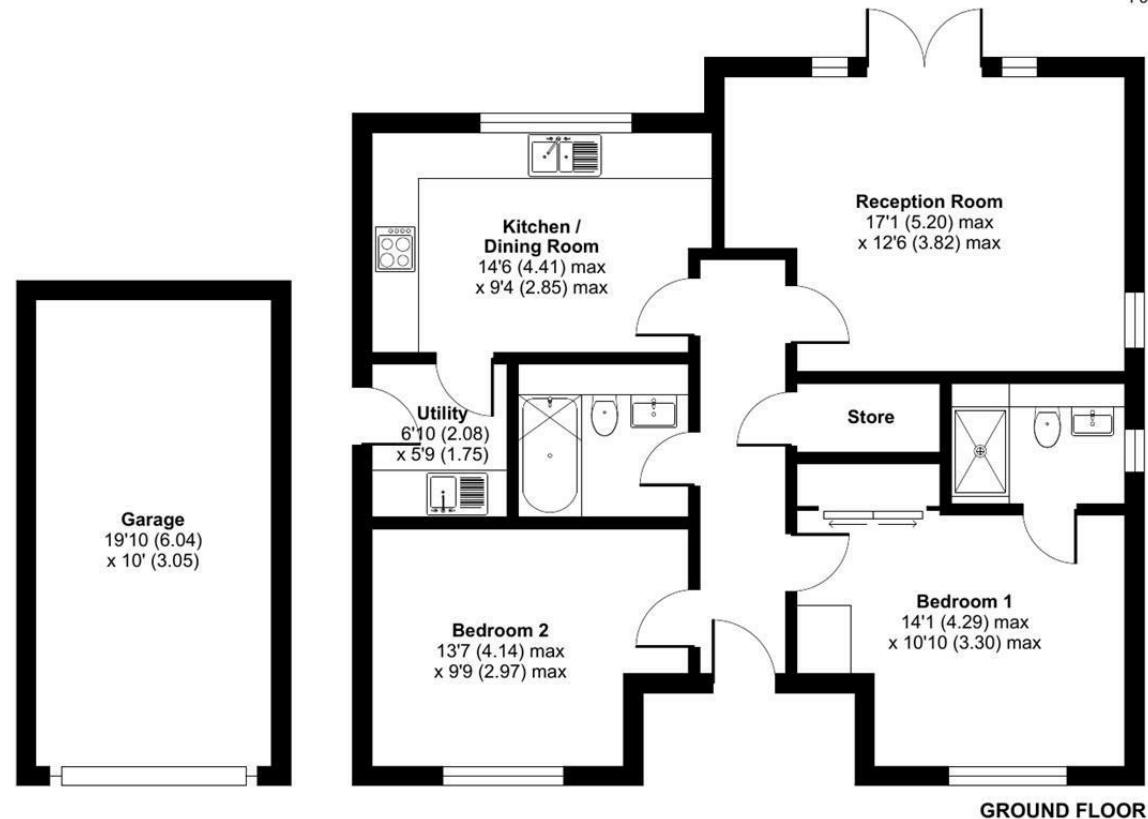 Reception Room
17'1 (5.20) max
x 12'6 (3.82) max
Kitchen /
Dining Room
14'6 (4.41) max
x 9'4 (2.85) max
Utility
6'10 (2.08)
x 5'9 (1.75)
Store
Garage
19'10 (6.04)
x 10' (3.05)
Bedroom 2
13'7 (4.14) max
x 9'9 (2.97) max
Bedroom 1
14'1 (4.29) max
x 10'10 (3.30) max
GROUND FLOOR